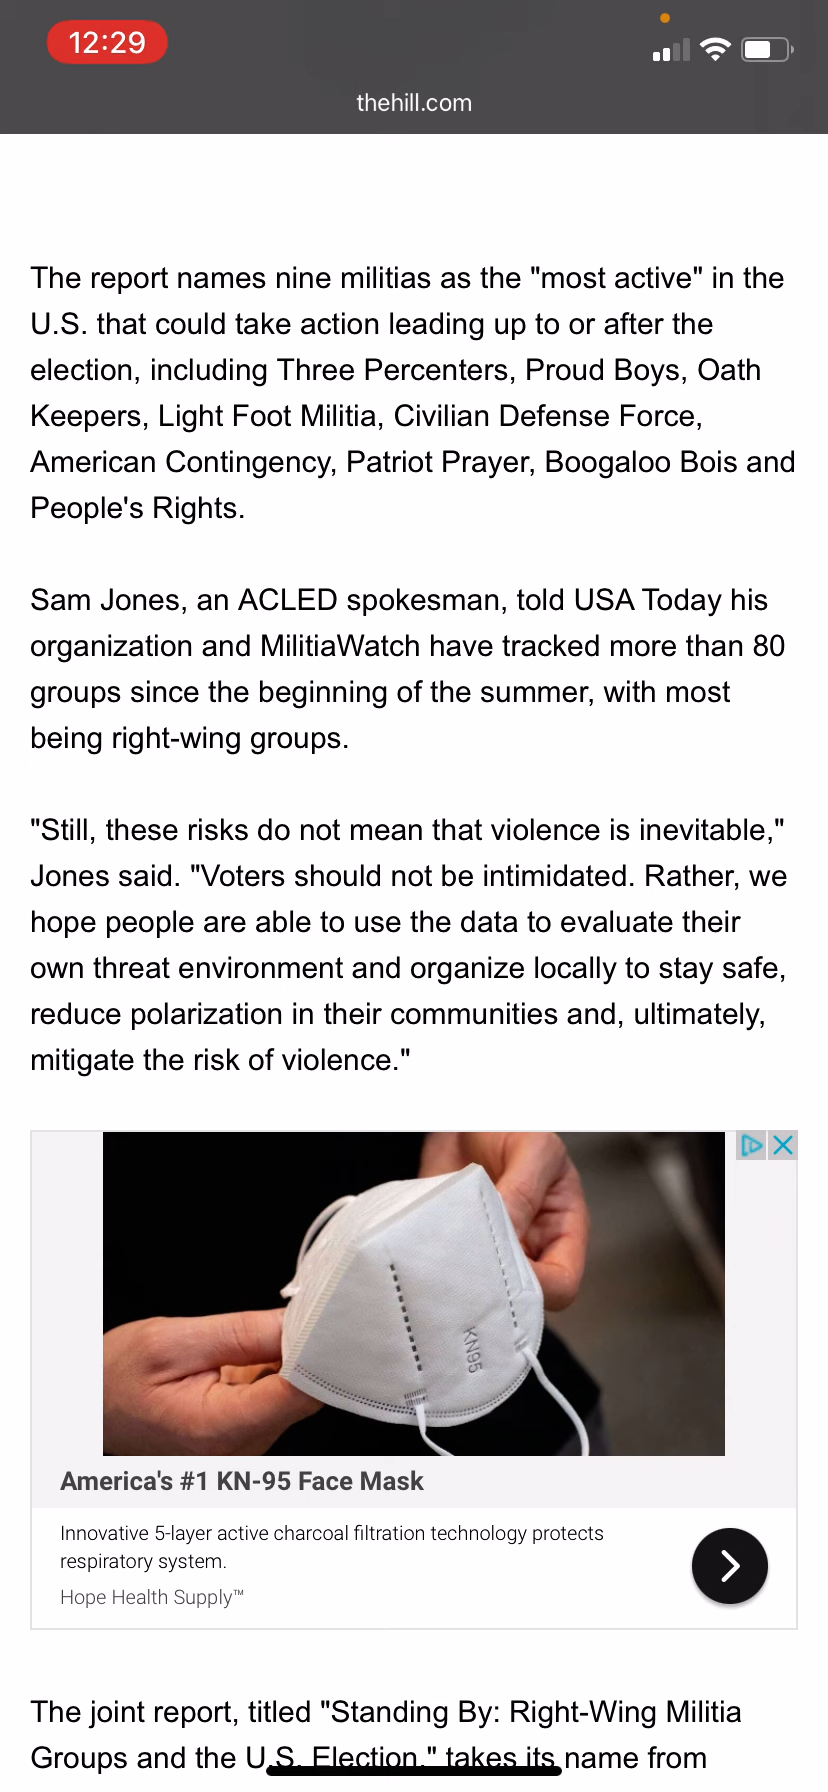 12:29
thehill.com
The report names nine militias as the "most active" in the
U.S. that could take action leading up to or after the
election, including Three Percenters, Proud Boys, Oath
Keepers, Light Foot Militia, Civilian Defense Force,
American Contingency, Patriot Prayer, Boogaloo Bois and
People's Rights.
Sam Jones, an ACLED spokesman, told USA Today his
organization and MilitiaWatch have tracked more than 80
groups since the beginning of the summer, with most
being right-wing groups.
"Still, these risks do not mean that violence is inevitable,"
Jones said. "Voters should not be intimidated. Rather, we
hope people are able to use the data to evaluate their
own threat environment and organize locally to stay safe,
reduce polarization in their communities and, ultimately,
mitigate the risk of violence."
KN95
America's #1 KN-95 Face Mask
Innovative 5-layer active charcoal filtration technology protects
respiratory system.
Hope Health Supply™
The joint report, titled "Standing By: Right-Wing Militia
Groups and the U.S. Election," takes its name from